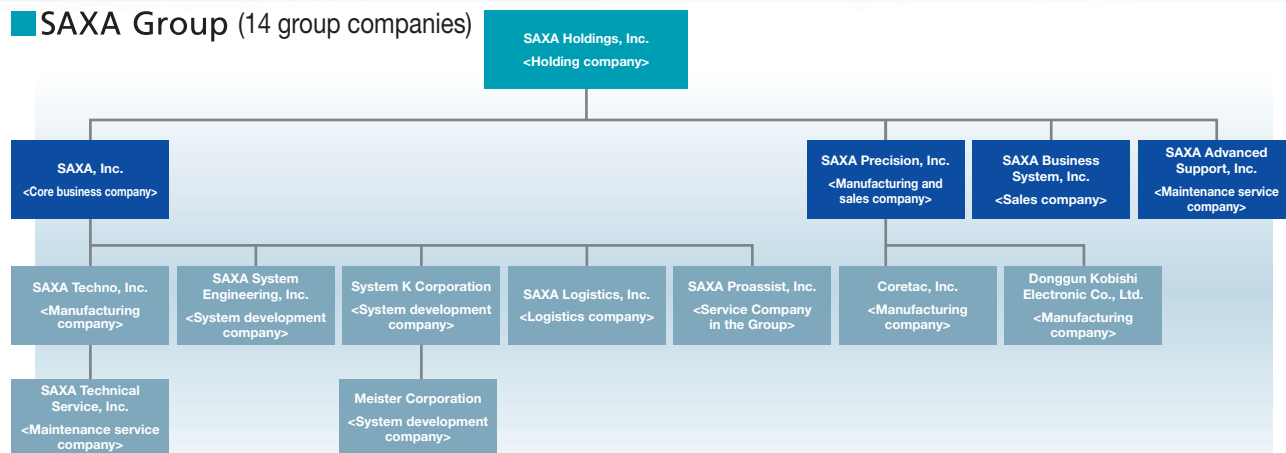 SAXA Group (14 group companies)
SAXA Holdings, Inc.
<Holding company>
SAXA, Inc.
<Core business company>
SAXA Precision, Inc.
<Manufacturing and
sales company>
SAXA Business
System, Inc.
<Sales company>
SAXA Advanced
Support, Inc.
<Maintenance service
company>
SAXA Techno, Inc.
<Manufacturing
company>
SAXA System
Engineering, Inc.
<System development
company>
System K Corporation
<System development
company>
SAXA Logistics, Inc.
<Logistics company>
SAXA Proassist, Inc.
<Service Company
in the Group>
Coretac, Inc.
<Manufacturing
company>
Donggun Kobishi
Electronic Co., Ltd.
<Manufacturing
company>
SAXA Technical
Service, Inc.
<Maintenance service
company>
Meister Corporation
<System development
company>